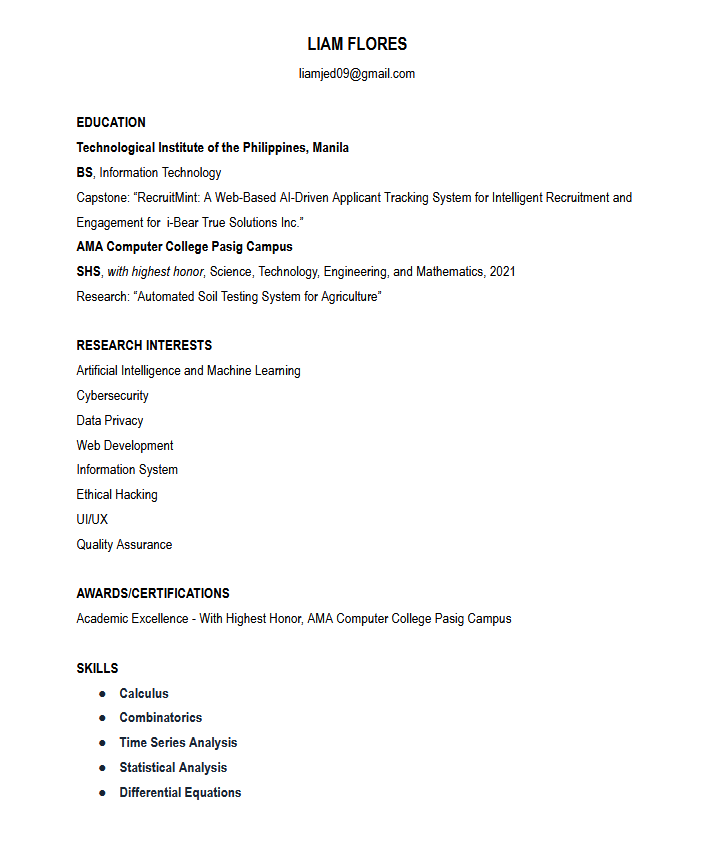 LIAM FLORES
liamjed09@gmail.com
EDUCATION
Technological Institute of the Philippines, Manila
BS, Information Technology
Capstone: “RecruitMint: A Web-Based AI-Driven Applicant Tracking System for Intelligent Recruitment and
Engagement for i-Bear True Solutions Inc.”
AMA Computer College Pasig Campus
SHS, with highest honor, Science, Technology, Engineering, and Mathematics, 2021
Research: “Automated Soil Testing System for Agriculture”
RESEARCH INTERESTS
Artificial Intelligence and Machine Learning
Cybersecurity
Data Privacy
Web Development
Information System
Ethical Hacking
UI/UX
Quality Assurance
AWARDS/CERTIFICATIONS
Academic Excellence - With Highest Honor, AMA Computer College Pasig Campus
SKILLS
● Calculus
● Combinatorics
● Time Series Analysis
● Statistical Analysis
● Differential Equations